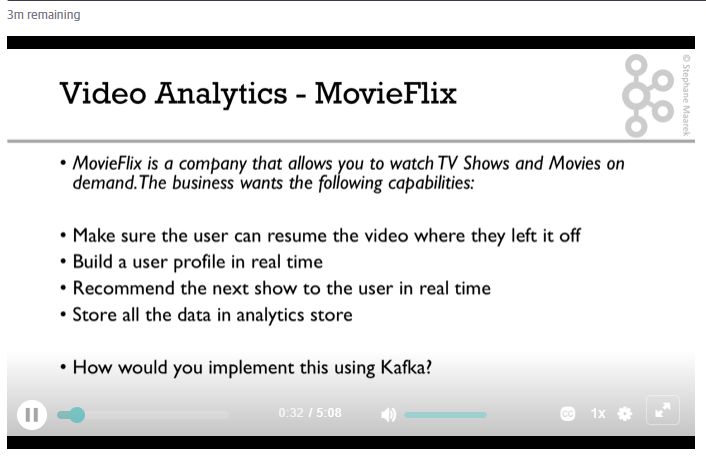 3m remaining
Video Analytics - MovieFlix
© Stephane Maarek
• MovieFlix is a company that allows you to watch TV Shows and Movies on
demand. The business wants the following capabilities:
• Make sure the user can resume the video where they left it off
• Build a user profile in real time
• Recommend the next show to the user in real time
• Store all the data in analytics store
• How would you implement this using Kafka?
0:32 / 5:08
CC
1x